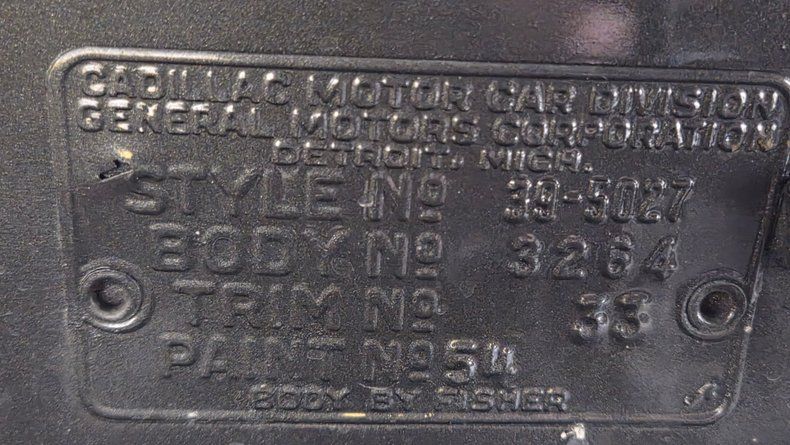 CADILLAC MOTOR CAR DIVISION
GENERAL MOTORS CORPORATION
DETROIT, MICH.
STYLE Nº 39-5027
BODY Nº 3264
TRIM Nº 33
PAINT Nº 54
BODY BY FISHER